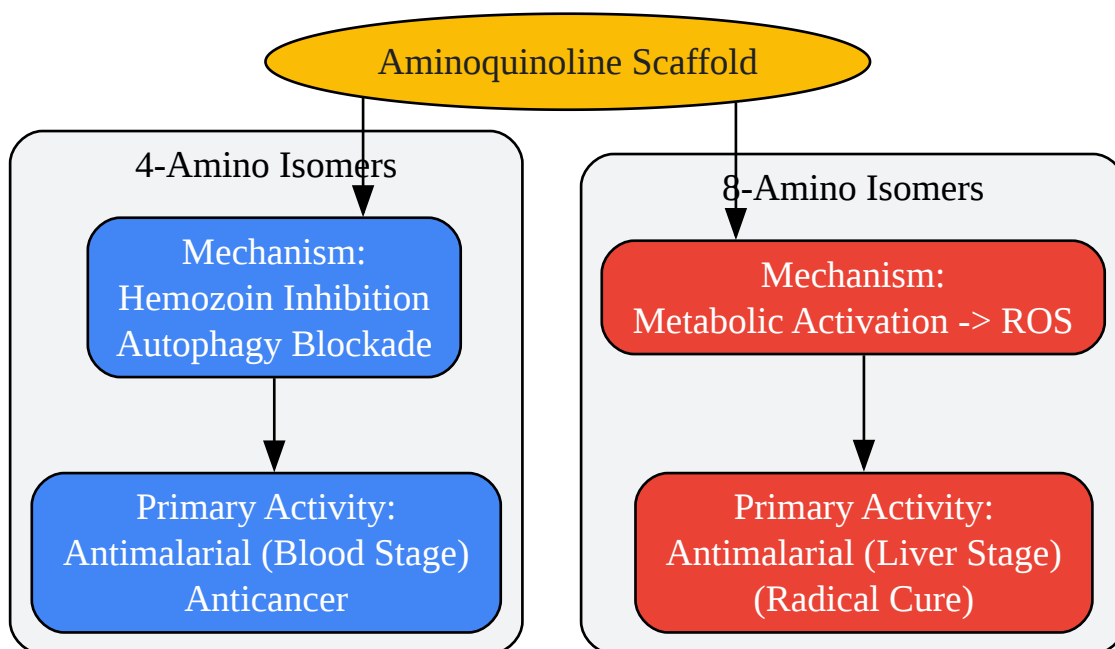 Aminoquinoline Scaffold
4-Amino Isomers
Mechanism:
Hemozoin Inhibition
Autophagy Blockade
Primary Activity:
Antimalarial (Blood Stage)
Anticancer
8-Amino Isomers
Mechanism:
Metabolic Activation -> ROS
Primary Activity:
Antimalarial (Liver Stage)
(Radical Cure)